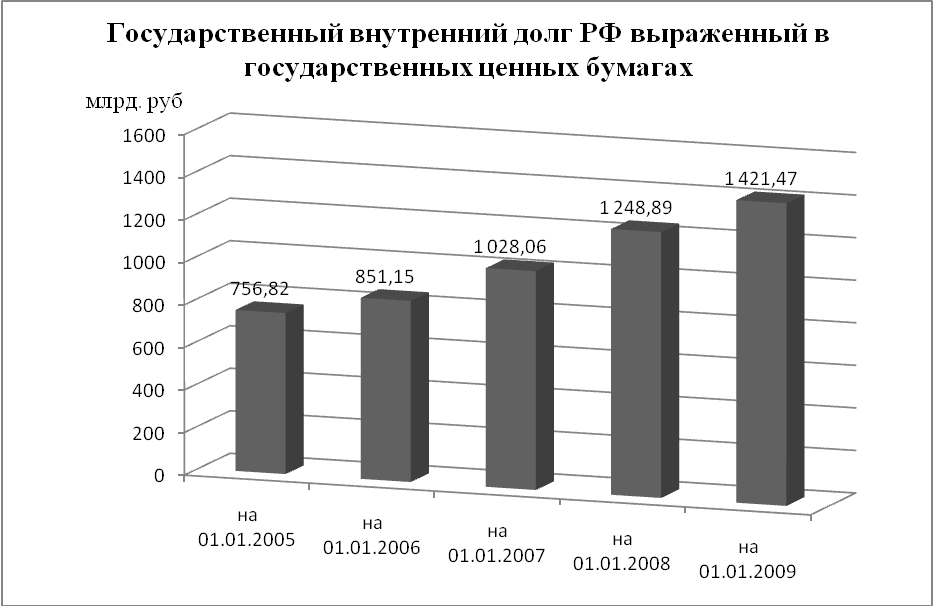 Государственный внутренний долг РФ выраженный в
государственных ценных бумагах
млрд. руб
1600
1400
1200
1000
800
600
400
200
0
756,82
851,15
1 028,06
1 248,89
1 421,47
на
01.01.2005
на
01.01.2006
на
01.01.2007
на
01.01.2008
на
01.01.2009